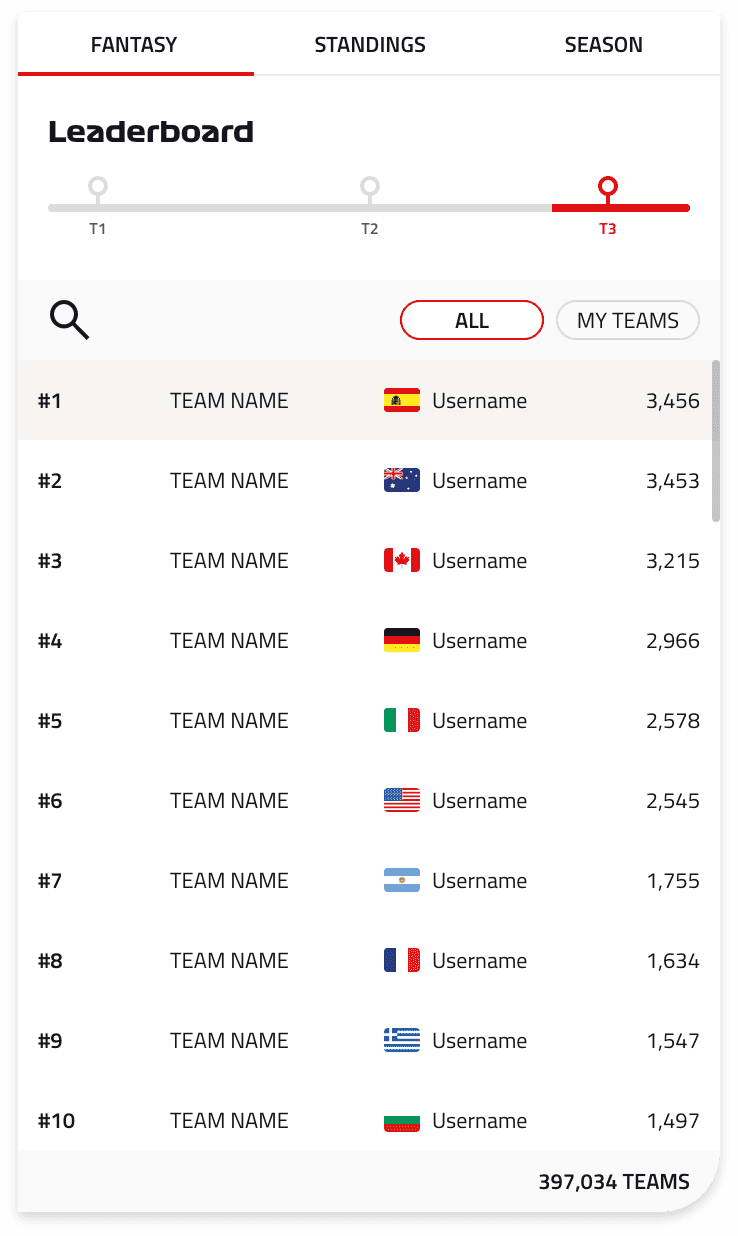 FANTASY STANDINGS SEASON
Leaderboard
T1 T2 T3
ALL MY TEAMS
#1 TEAM NAME Username 3,456
#2 TEAM NAME Username 3,453
#3 TEAM NAME Username 3,215
#4 TEAM NAME Username 2,966
#5 TEAM NAME Username 2,578
#6 TEAM NAME Username 2,545
#7 TEAM NAME Username 1,755
#8 TEAM NAME Username 1,634
#9 TEAM NAME Username 1,547
#10 TEAM NAME Username 1,497
397,034 TEAMS